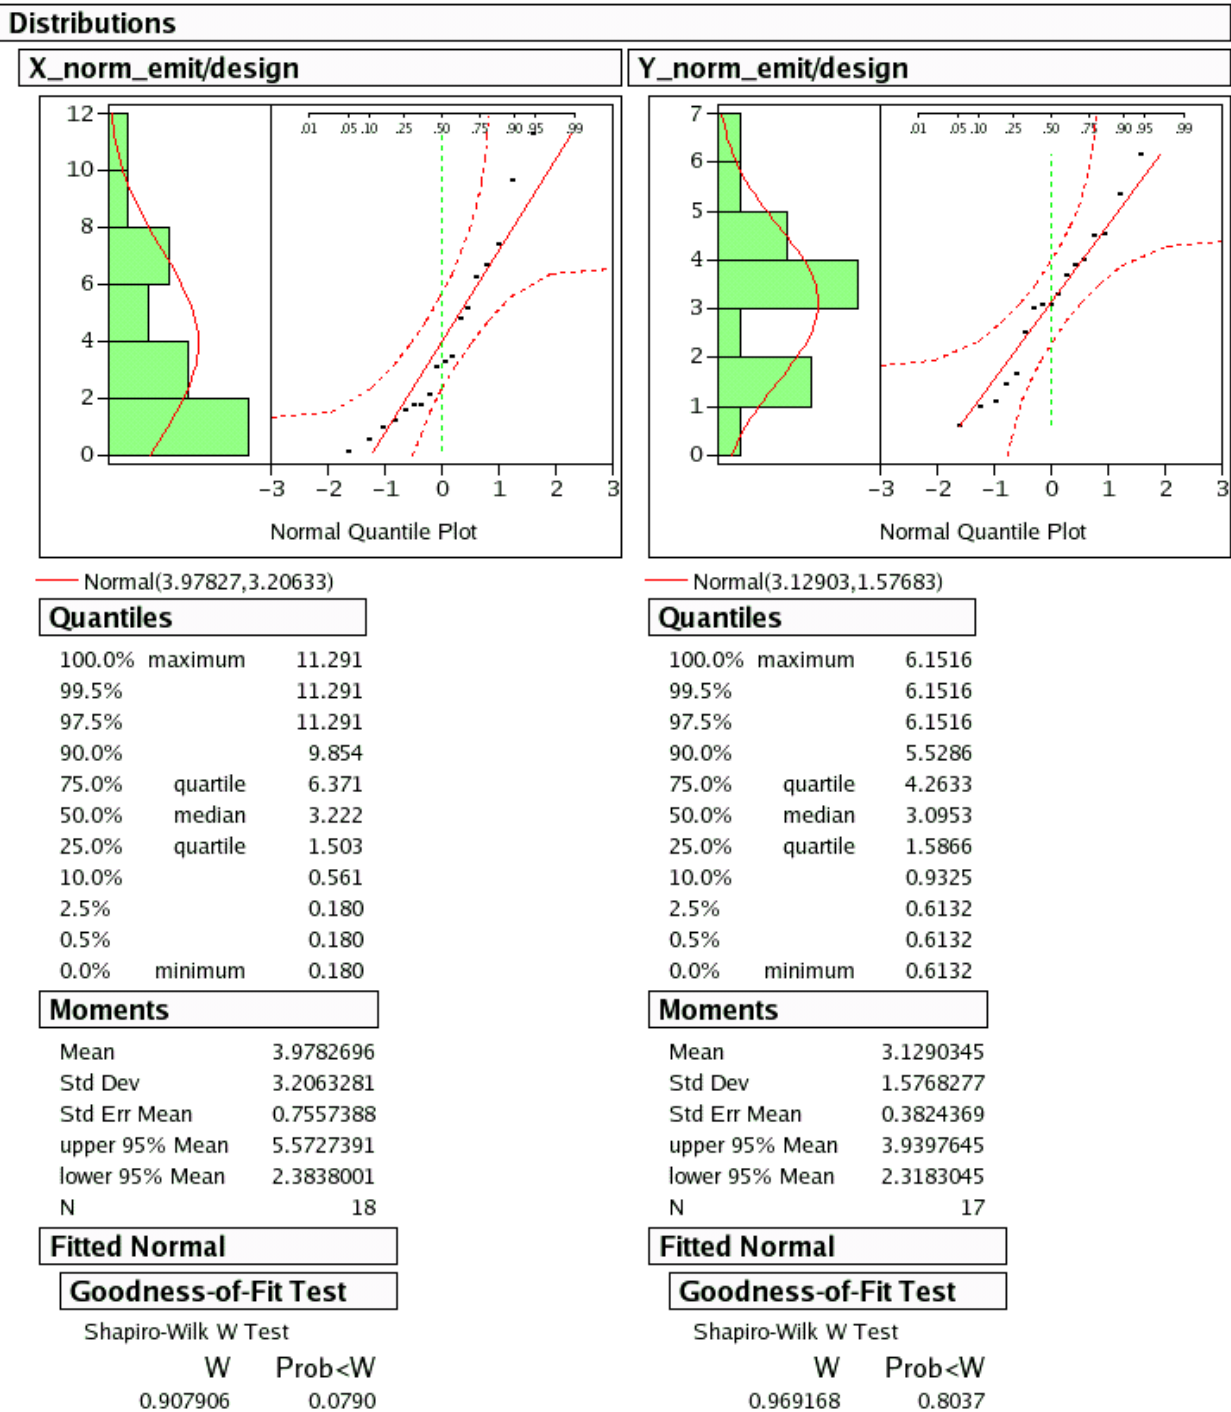 Distributions
X_norm_emit/design
12
10
8
6
4
2
0
.01 .05 .10 .25 .50 .75 .90 .95 .99
−3 −2 −1 0 1 2 3
Normal Quantile Plot
Normal(3.97827,3.20633)
Quantiles
100.0% maximum 11.291
99.5% 11.291
97.5% 11.291
90.0% 9.854
75.0% quartile 6.371
50.0% median 3.222
25.0% quartile 1.503
10.0% 0.561
2.5% 0.180
0.5% 0.180
0.0% minimum 0.180
Moments
Mean 3.9782696
Std Dev 3.2063281
Std Err Mean 0.7557388
upper 95% Mean 5.5727391
lower 95% Mean 2.3838001
N 18
Fitted Normal
Goodness-of-Fit Test
Shapiro-Wilk W Test
W Prob<W
0.907906 0.0790
Y_norm_emit/design
7
6
5
4
3
2
1
0
.01 .05 .10 .25 .50 .75 .90 .95 .99
−3 −2 −1 0 1 2 3
Normal Quantile Plot
Normal(3.12903,1.57683)
Quantiles
100.0% maximum 6.1516
99.5% 6.1516
97.5% 6.1516
90.0% 5.5286
75.0% quartile 4.2633
50.0% median 3.0953
25.0% quartile 1.5866
10.0% 0.9325
2.5% 0.6132
0.5% 0.6132
0.0% minimum 0.6132
Moments
Mean 3.1290345
Std Dev 1.5768277
Std Err Mean 0.3824369
upper 95% Mean 3.9397645
lower 95% Mean 2.3183045
N 17
Fitted Normal
Goodness-of-Fit Test
Shapiro-Wilk W Test
W Prob<W
0.969168 0.8037